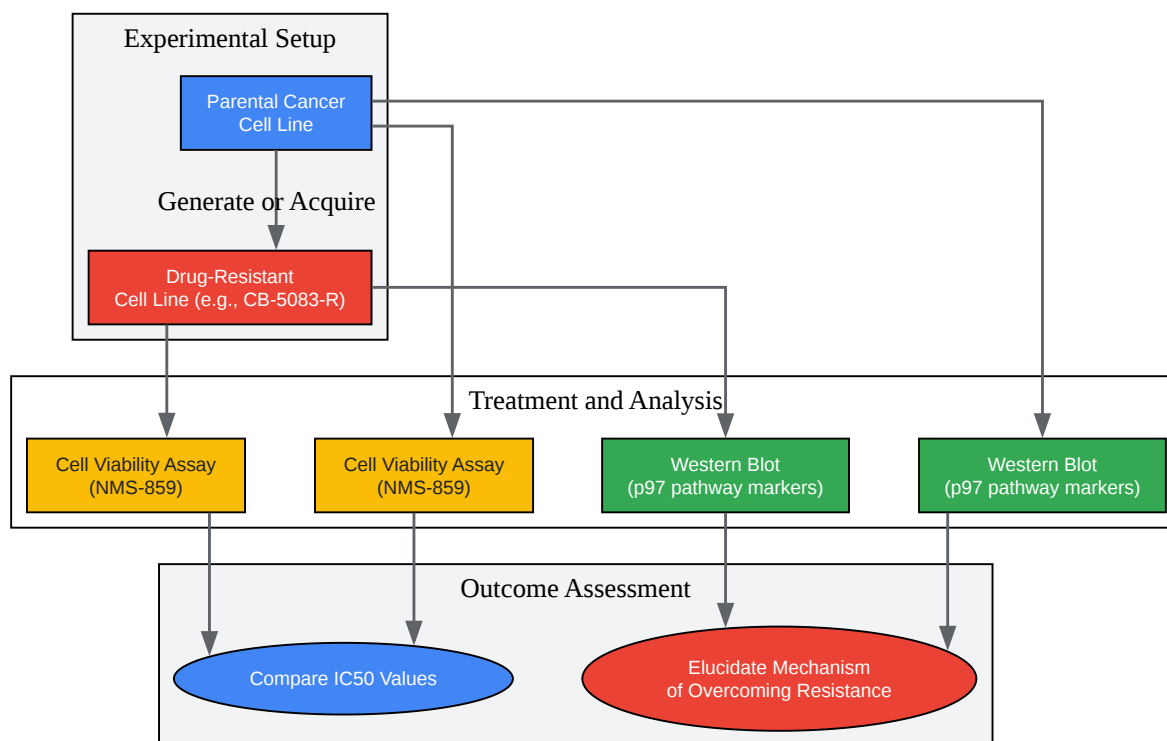 Experimental Setup
Parental Cancer
Cell Line
Generate or Acquire
Drug-Resistant
Cell Line (e.g., CB-5083-R)
Treatment and Analysis
Cell Viability Assay
(NMS-859)
Cell Viability Assay
(NMS-859)
Western Blot
(p97 pathway markers)
Western Blot
(p97 pathway markers)
Outcome Assessment
Compare IC50 Values
Elucidate Mechanism
of Overcoming Resistance